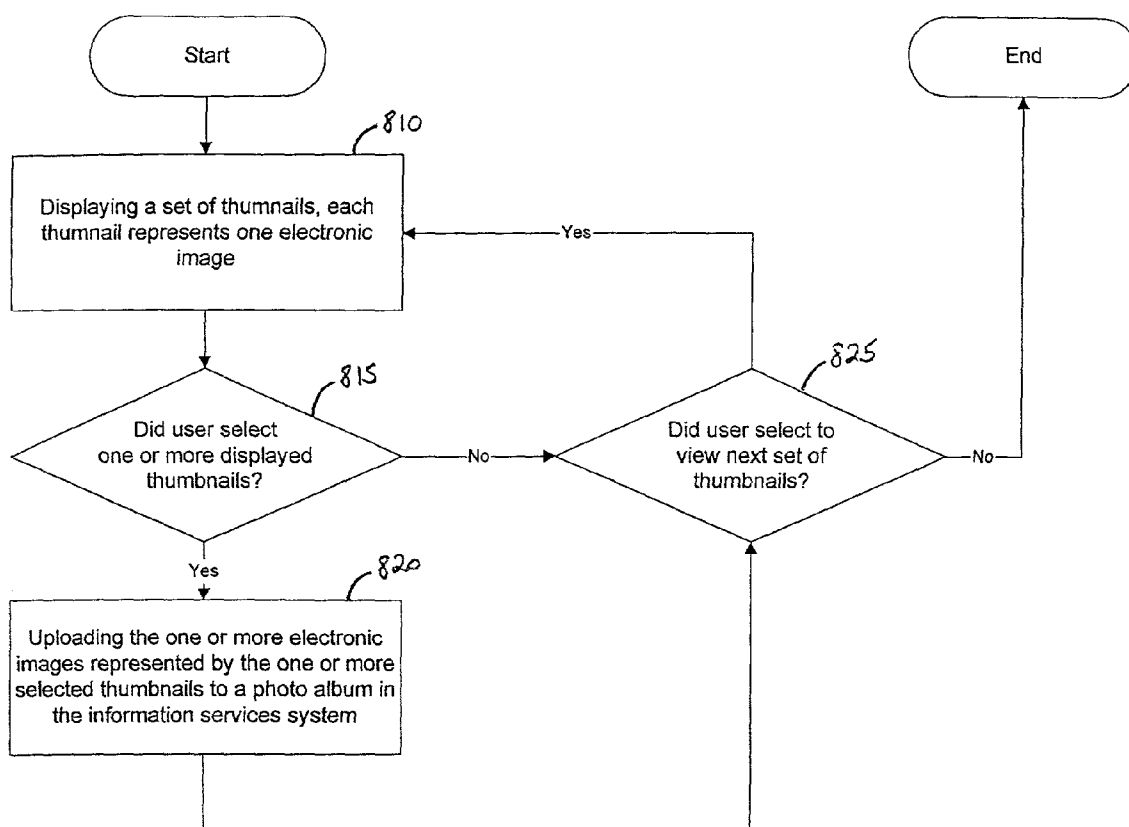 Start
End
810
Displaying a set of thumnails, each
thumnail represents one electronic
image
Yes
815
Did user select
one or more displayed
thumbnails?
No
825
Did user select to
view next set of
thumbnails?
No
Yes
820
Uploading the one or more electronic
images represented by the one or more
selected thumbnails to a photo album in
the information services system